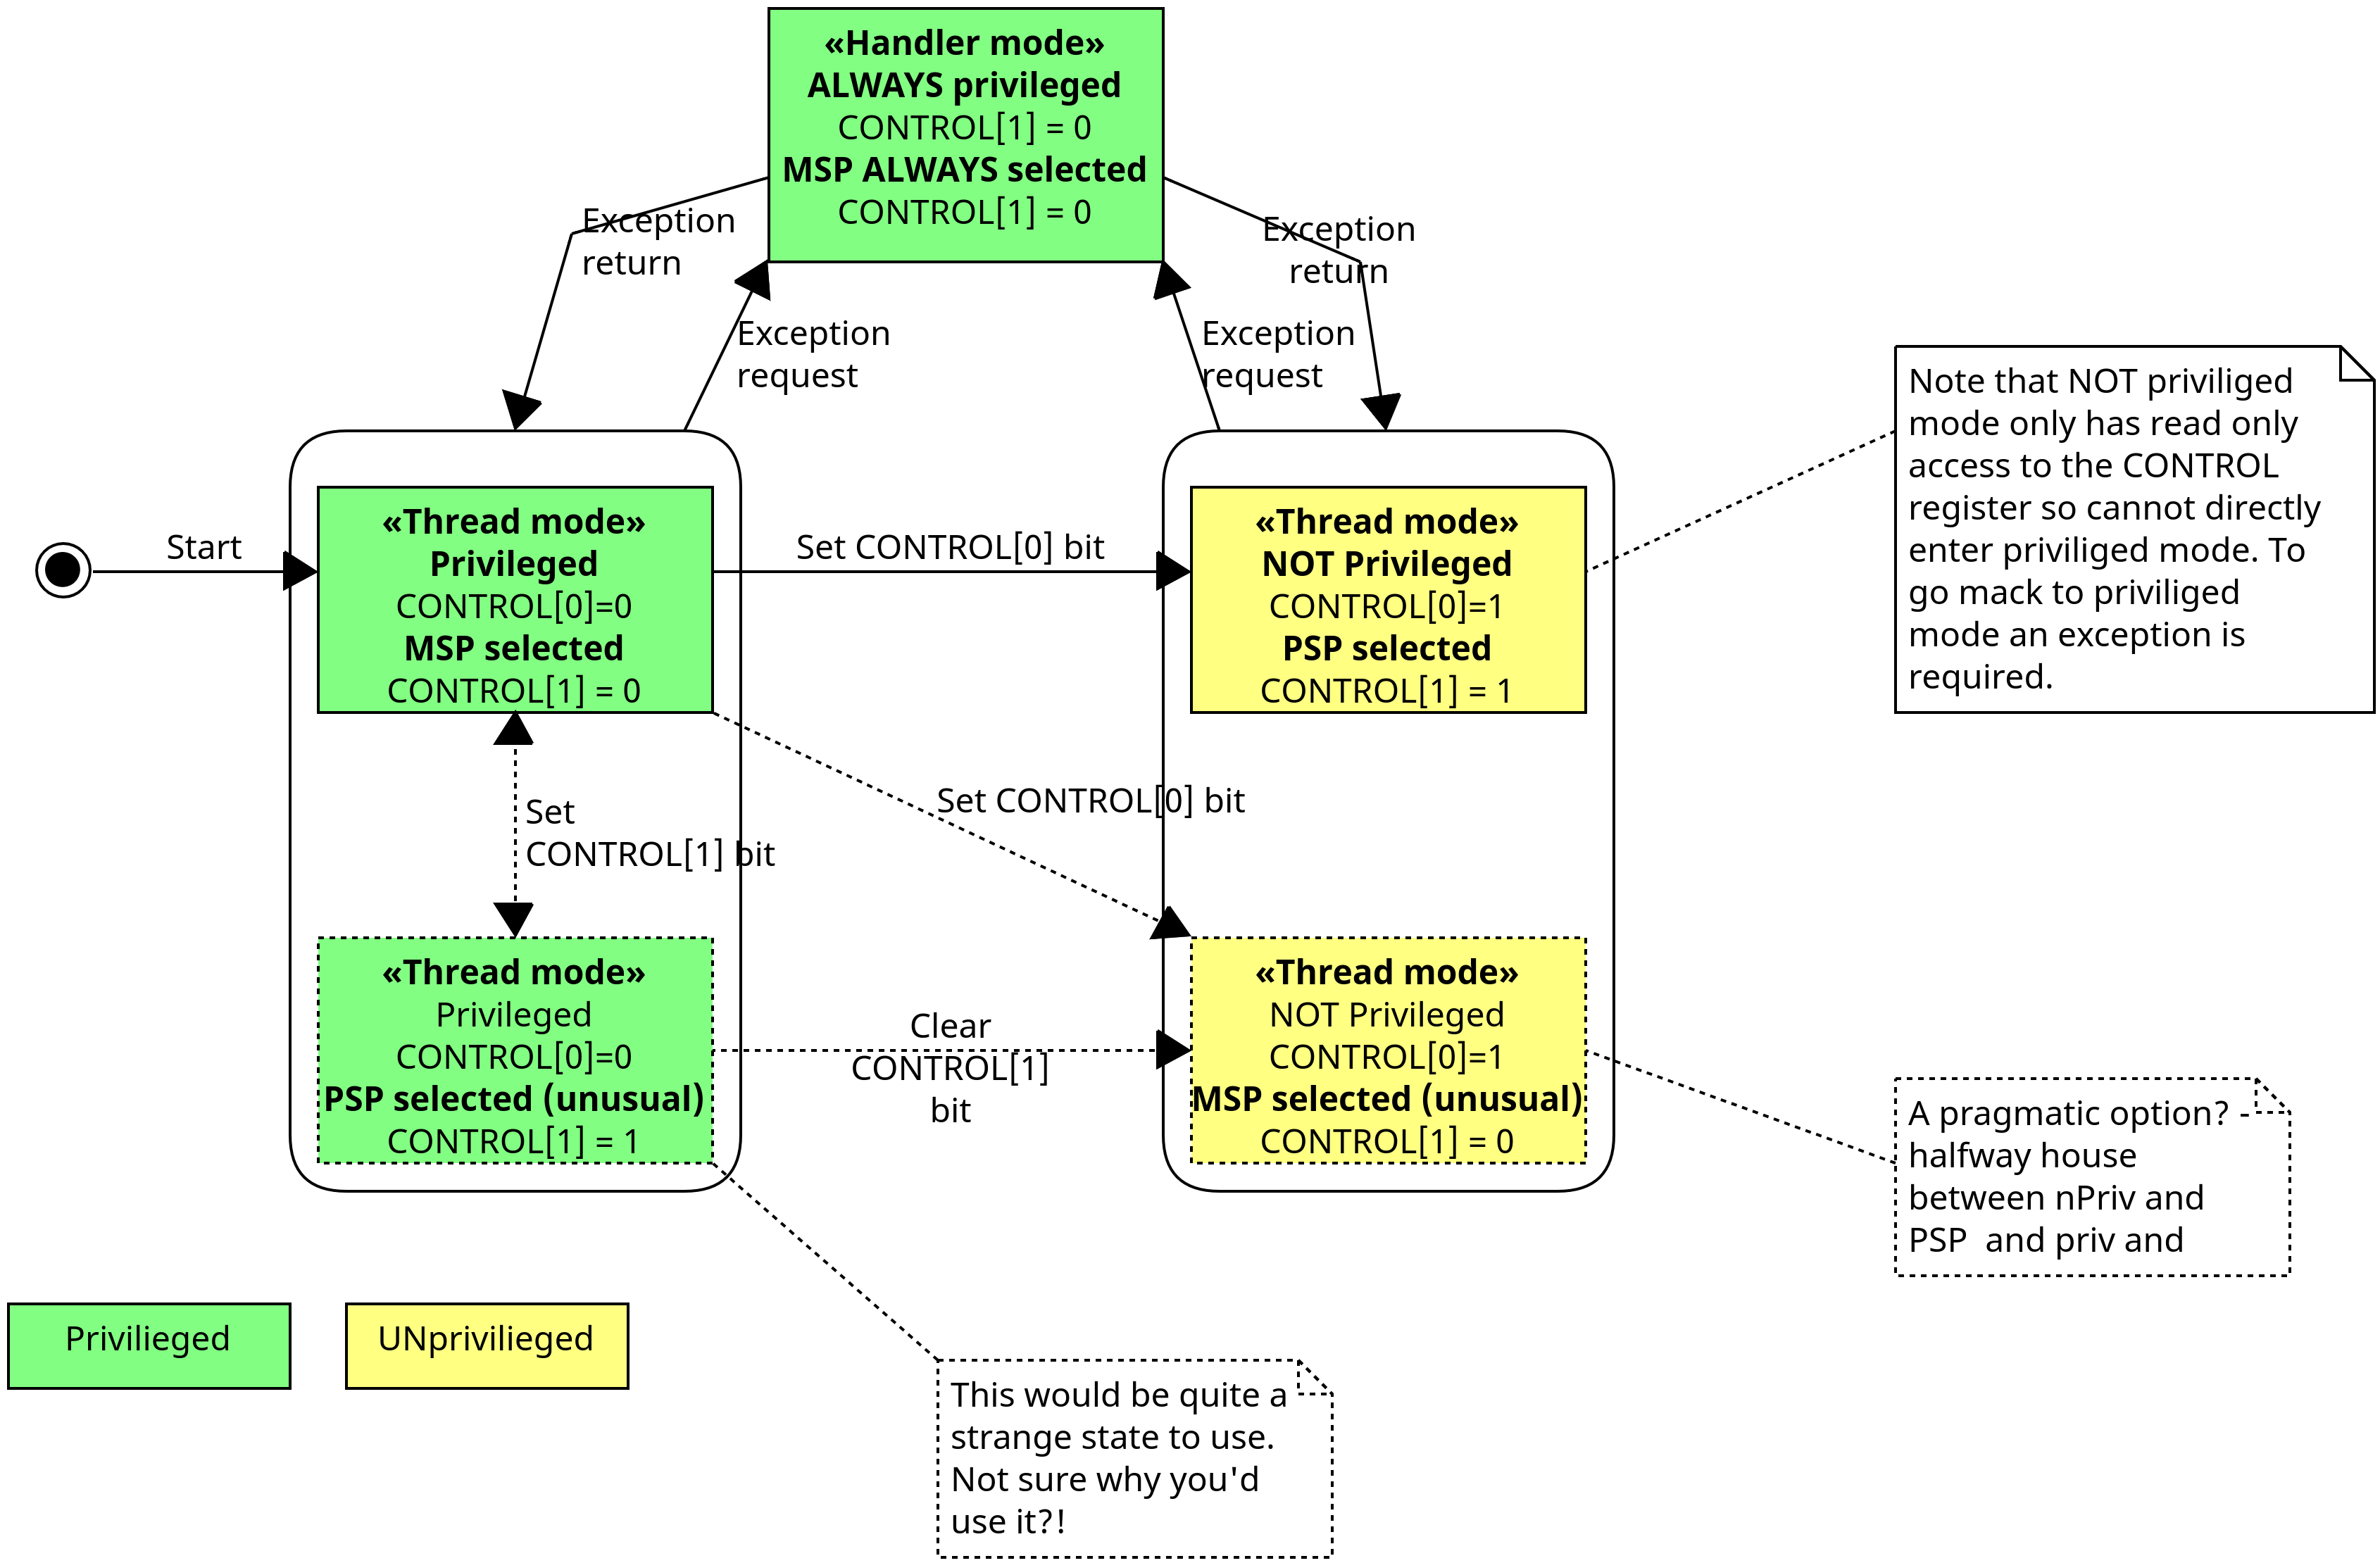 «Handler mode»
ALWAYS privileged
CONTROL[1] = 0
MSP ALWAYS selected
CONTROL[1] = 0
Exception
return
Exception
return
Exception
request
Exception
request
Note that NOT priviliged
mode only has read only
access to the CONTROL
register so cannot directly
enter priviliged mode. To
go mack to priviliged
mode an exception is
required.
Start
«Thread mode»
Privileged
CONTROL[0]=0
MSP selected
CONTROL[1] = 0
Set CONTROL[0] bit
«Thread mode»
NOT Privileged
CONTROL[0]=1
PSP selected
CONTROL[1] = 1
Set
CONTROL[1] bit
Set CONTROL[0] bit
«Thread mode»
Privileged
CONTROL[0]=0
PSP selected (unusual)
CONTROL[1] = 1
Clear
CONTROL[1]
bit
«Thread mode»
NOT Privileged
CONTROL[0]=1
MSP selected (unusual)
CONTROL[1] = 0
A pragmatic option? -
halfway house
between nPriv and
PSP  and priv and
Privilieged
UNprivilieged
This would be quite a
strange state to use.
Not sure why you'd
use it?!